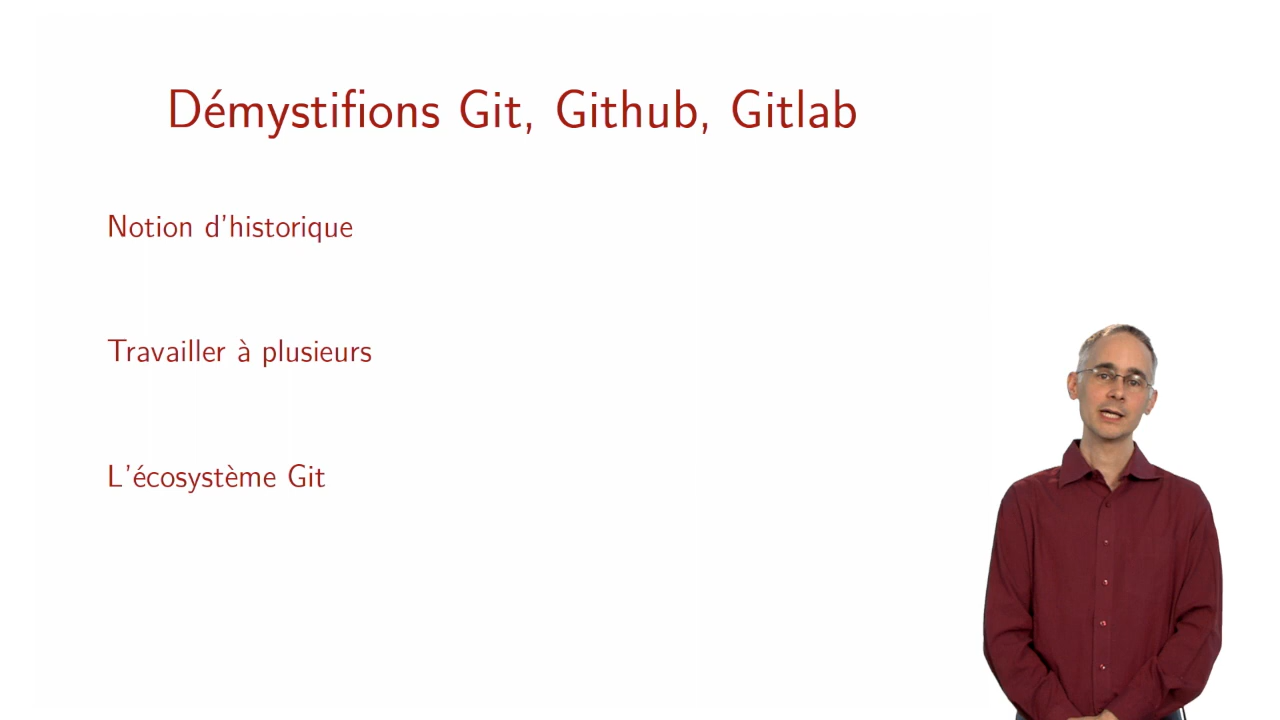 Démystifions Git, Github, Gitlab
Notion d'historique
Travailler à plusieurs
L'écosystème Git